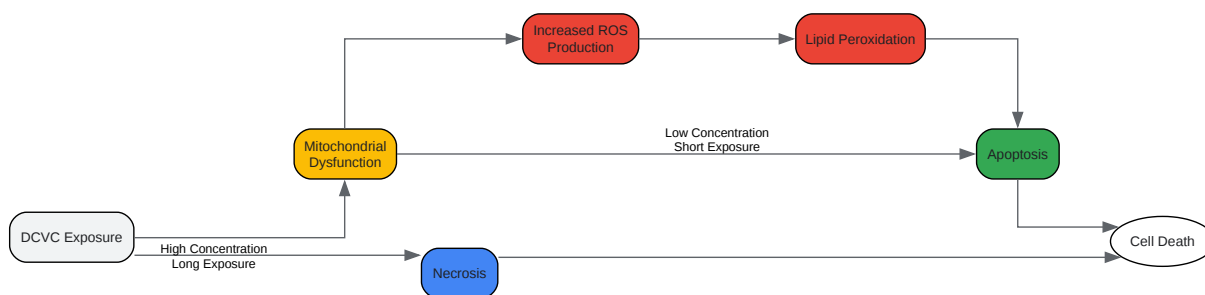 Increased ROS
Production
Lipid Peroxidation
Mitochondrial
Dysfunction
Low Concentration
Short Exposure
Apoptosis
DCVC Exposure
High Concentration
Long Exposure
Necrosis
Cell Death